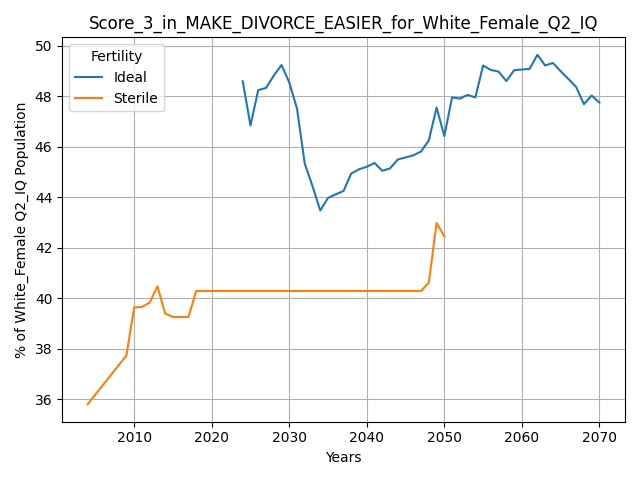 Score_3_in_MAKE_DIVORCE_EASIER_for_White_Female_Q2_IQ
Fertility
Ideal
Sterile
% of White_Female Q2_IQ Population
50
48
46
44
42
40
38
36
2010 2020 2030 2040 2050 2060 2070
Years